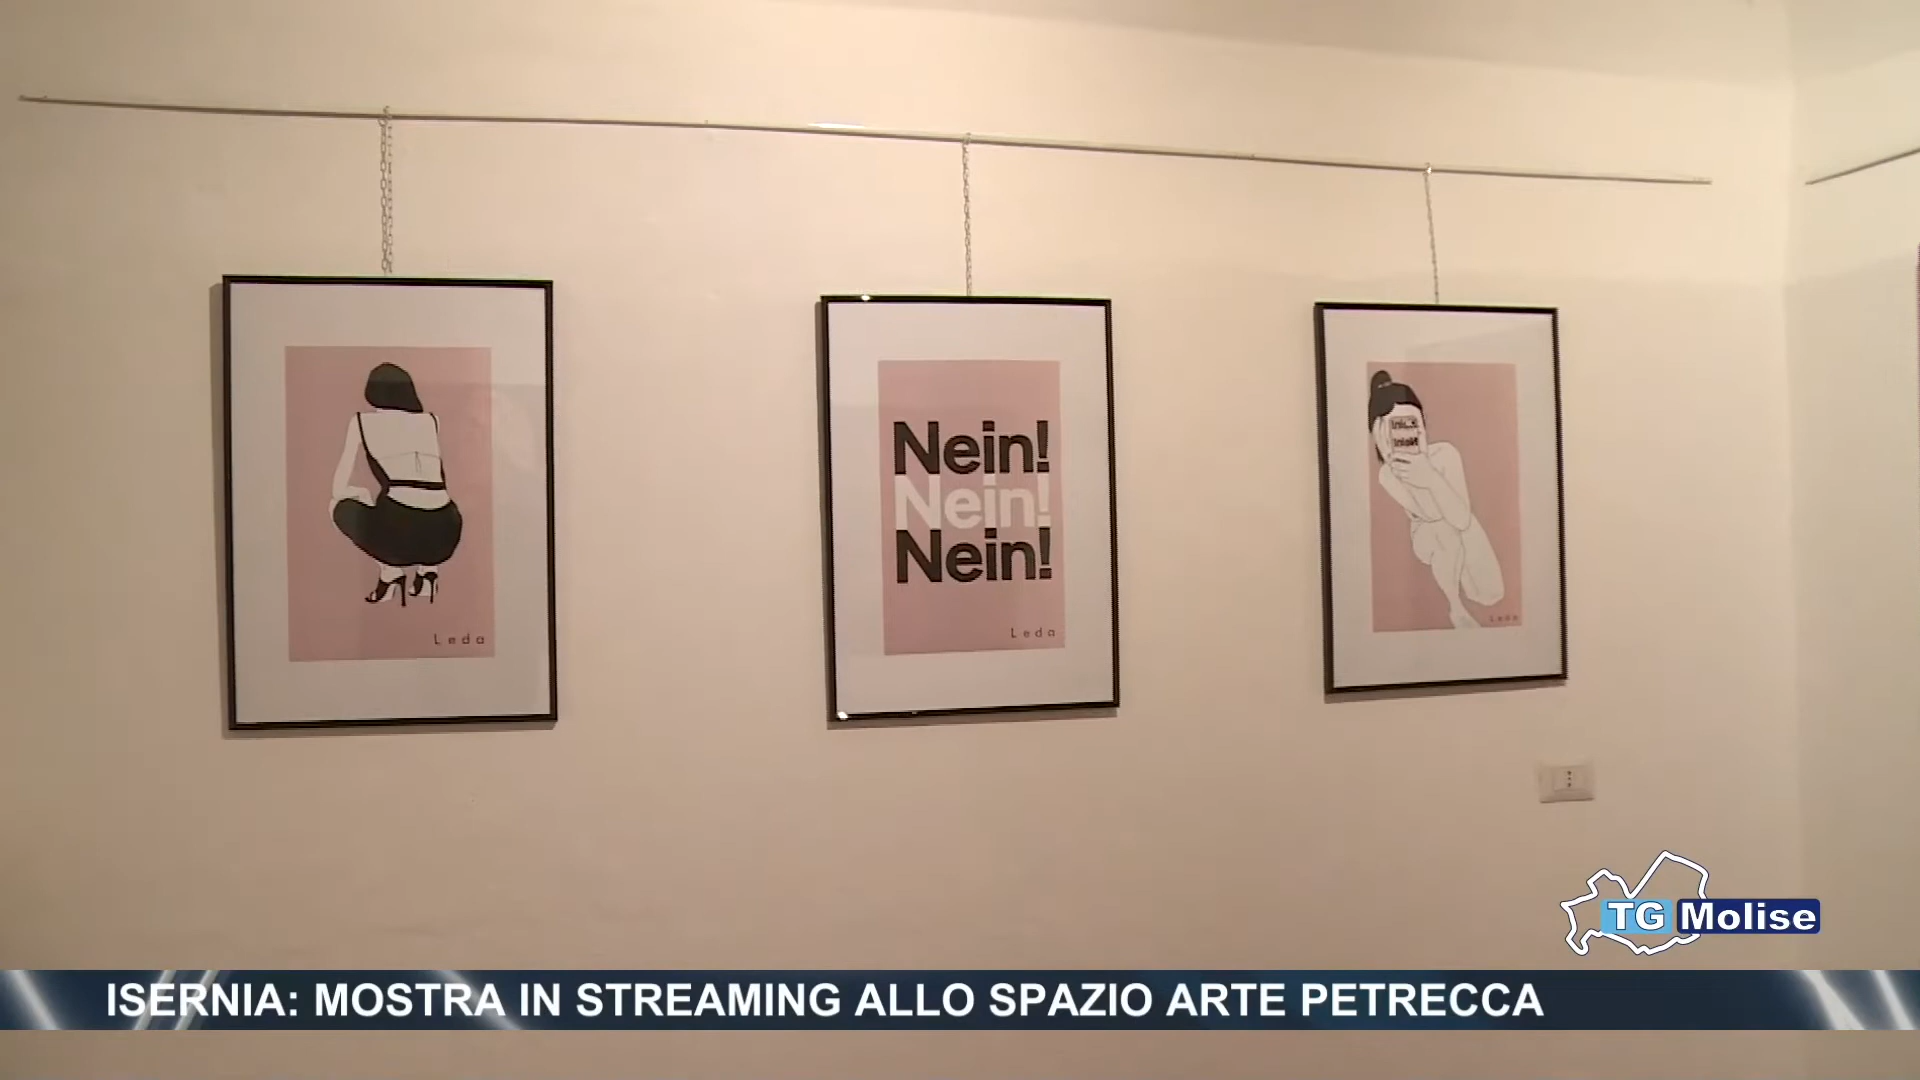 Nein!
Nein!
Nein!
Leda
Leda
Leda
TG Molise
ISERNIA: MOSTRA IN STREAMING ALLO SPAZIO ARTE PETRECCA